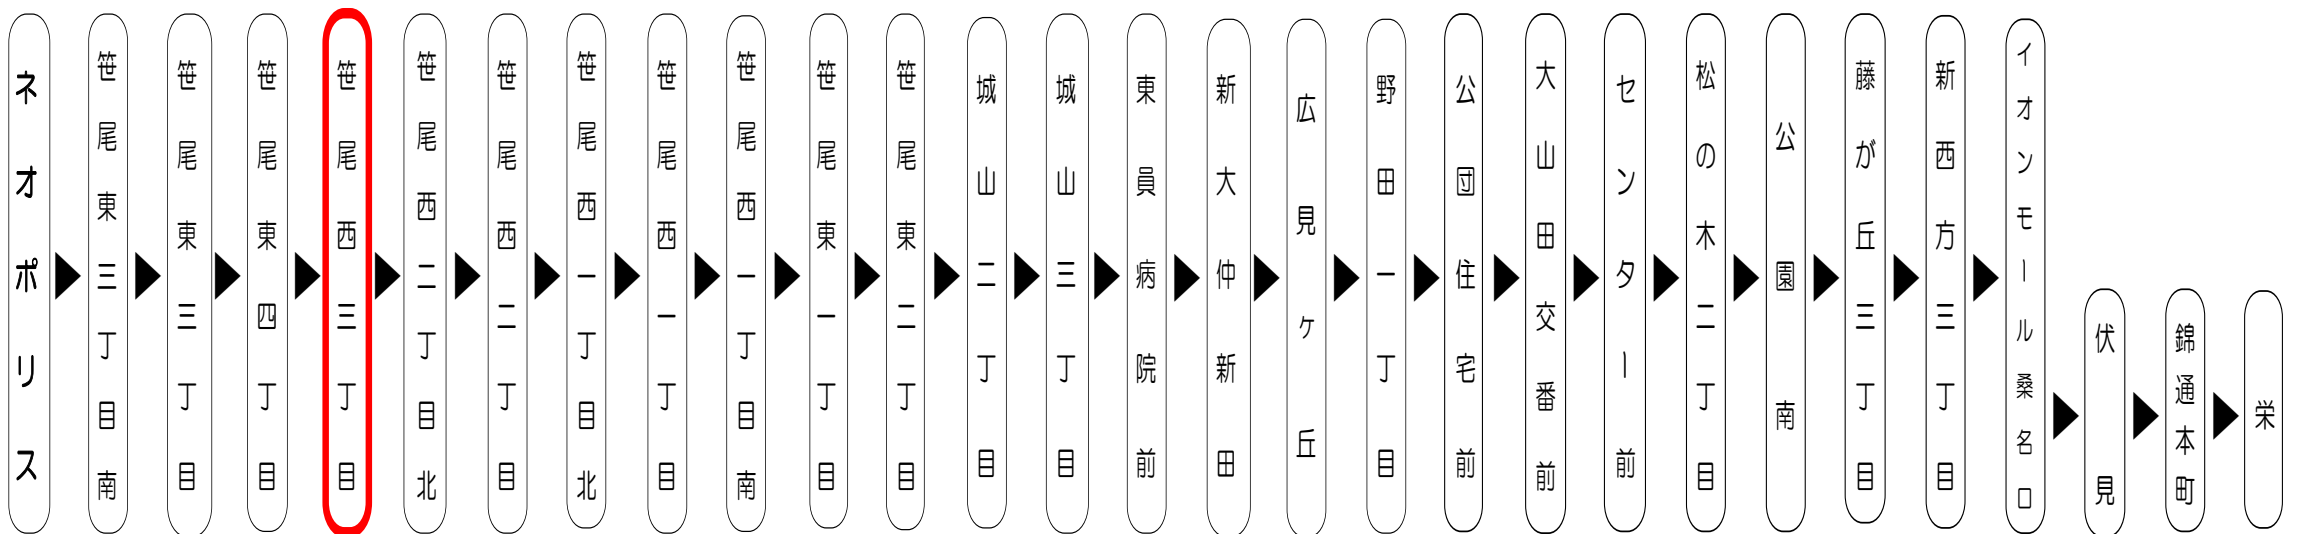 ネオポリス
笹尾東三丁目南
笹尾東三丁目
笹尾東四丁目
笹尾西三丁目
笹尾西二丁目北
笹尾西二丁目
笹尾西一丁目北
笹尾西一丁目
笹尾西一丁目南
笹尾東一丁目
笹尾東二丁目
城山二丁目
城山三丁目
東員病院前
新大仲新田
広見ヶ丘
野田一丁目
公団住宅前
大山田交番前
センター前
松の木二丁目
公園南
藤が丘三丁目
新西方三丁目
イオンモール桑名口
伏見
錦通本町
栄